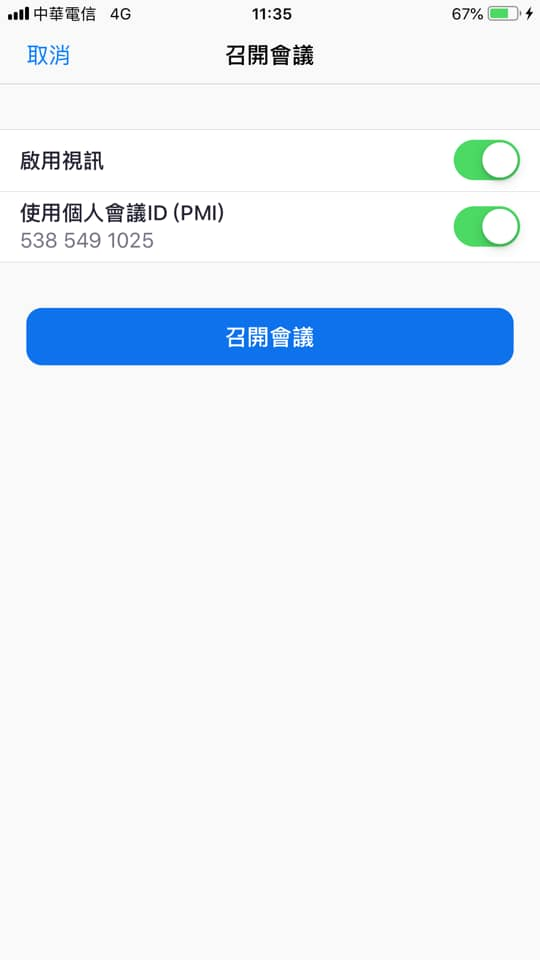 中華電信 4G 11:35 67%
取消 召開會議
啟用視訊
使用個人會議ID (PMI)
538 549 1025
召開會議